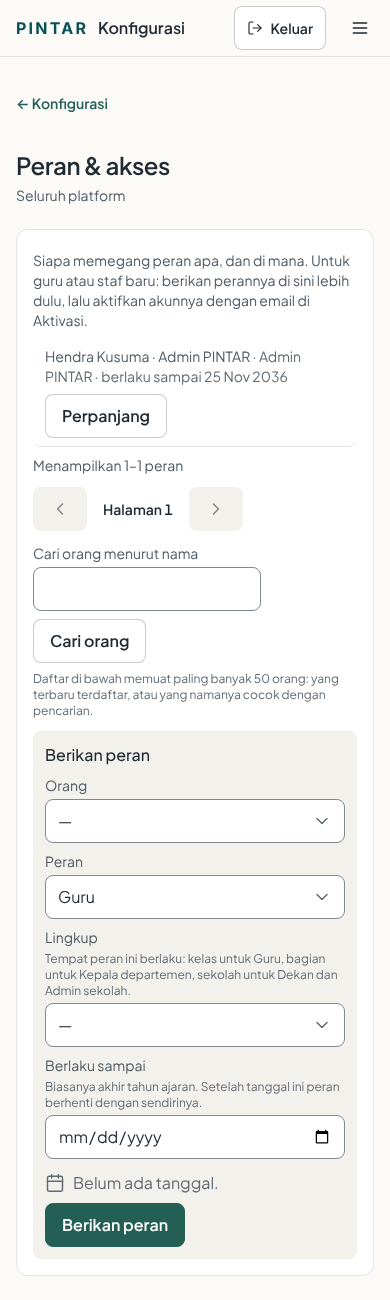 PINTAR Konfigurasi Keluar
← Konfigurasi
Peran & akses
Seluruh platform
Siapa memegang peran apa, dan di mana. Untuk
guru atau staf baru: berikan perannya di sini lebih
dulu, lalu aktifkan akunnya dengan email di
Aktivasi.
Hendra Kusuma · Admin PINTAR · Admin
PINTAR · berlaku sampai 25 Nov 2036
Perpanjang
Menampilkan 1–1 peran
Halaman 1
Cari orang menurut nama
Cari orang
Daftar di bawah memuat paling banyak 50 orang: yang
terbaru terdaftar, atau yang namanya cocok dengan
pencarian.
Berikan peran
Orang
—
Peran
Guru
Lingkup
Tempat peran ini berlaku: kelas untuk Guru, bagian
untuk Kepala departemen, sekolah untuk Dekan dan
Admin sekolah.
—
Berlaku sampai
Biasanya akhir tahun ajaran. Setelah tanggal ini peran
berhenti dengan sendirinya.
mm/dd/yyyy
Belum ada tanggal.
Berikan peran